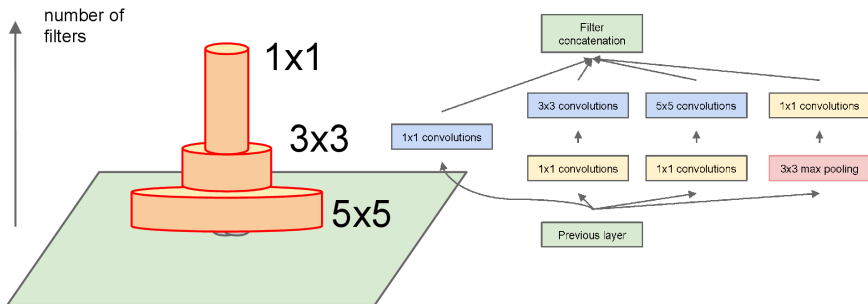 number of
filters
1x1
3x3
5x5
Filter
concatenation
3x3 convolutions
5x5 convolutions
1x1 convolutions
1x1 convolutions
1x1 convolutions
1x1 convolutions
3x3 max pooling
Previous layer